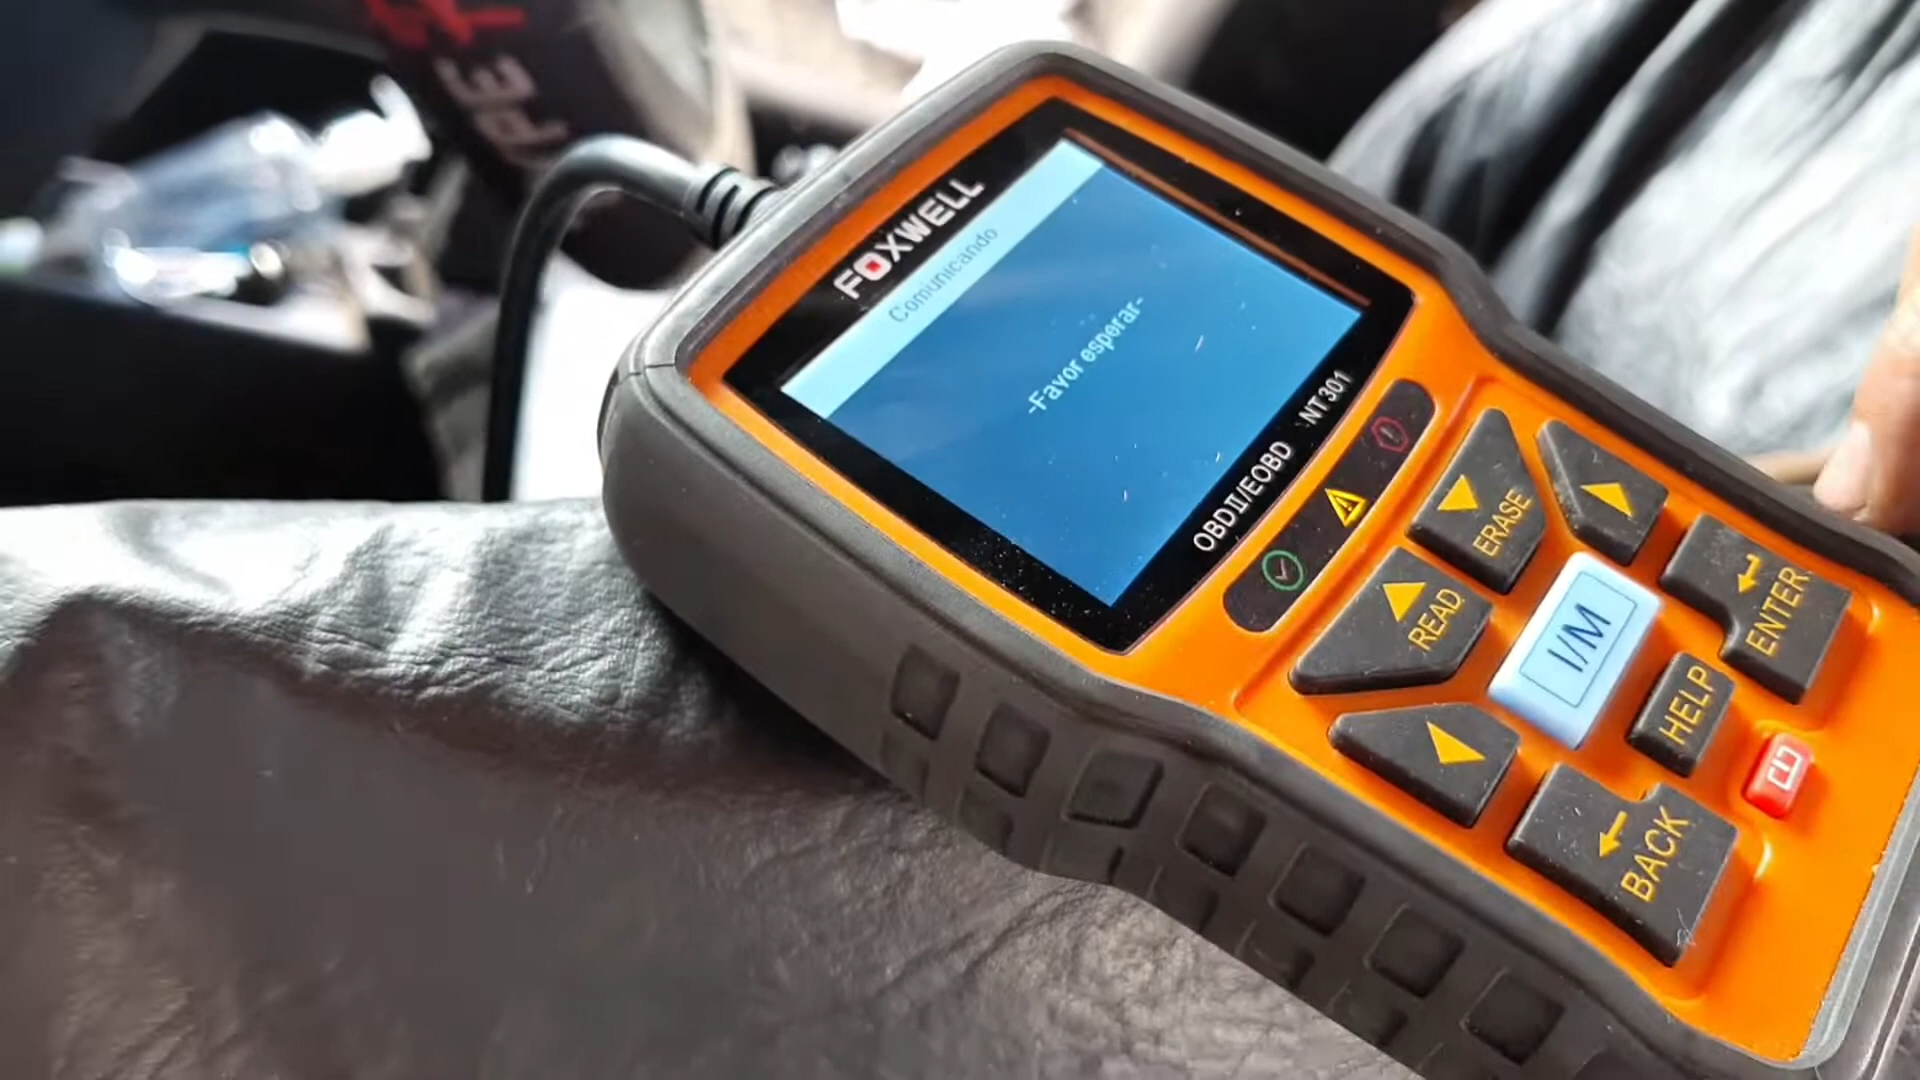 FOXWELL
Comunicando
-Favor esperar-
OBDII/EOBD NT301
ERASE
READ
I/M
ENTER
HELP
BACK